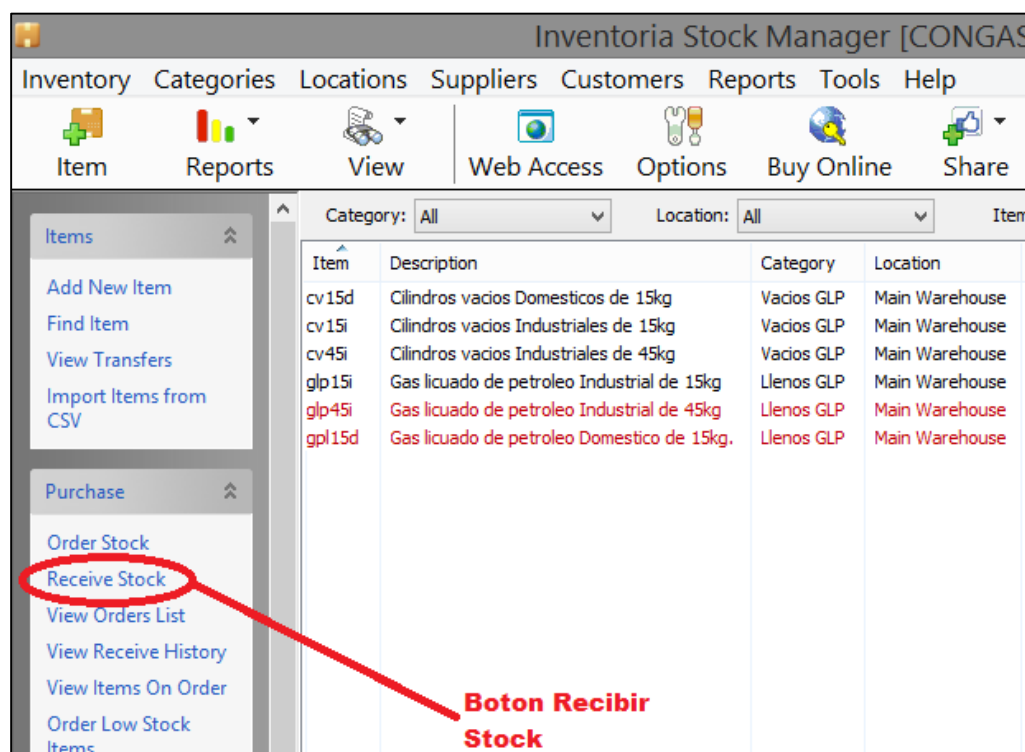 Inventoria Stock Manager [CONGAS
Inventory Categories Locations Suppliers Customers Reports Tools Help
Item Reports View Web Access Options Buy Online Share
Category: All Location: All Item
Items
Add New Item
Find Item
View Transfers
Import Items from
CSV
Purchase
Order Stock
Receive Stock
View Orders List
View Receive History
View Items On Order
Order Low Stock
Items
Item Description Category Location
cv15d Cilindros vacios Domesticos de 15kg Vacios GLP Main Warehouse
cv15i Cilindros vacios Industriales de 15kg Vacios GLP Main Warehouse
cv45i Cilindros vacios Industriales de 45kg Vacios GLP Main Warehouse
glp15i Gas licuado de petroleo Industrial de 15kg Llenos GLP Main Warehouse
glp45i Gas licuado de petroleo Industrial de 45kg Llenos GLP Main Warehouse
gpl15d Gas licuado de petroleo Domestico de 15kg. Llenos GLP Main Warehouse
Boton Recibir
Stock